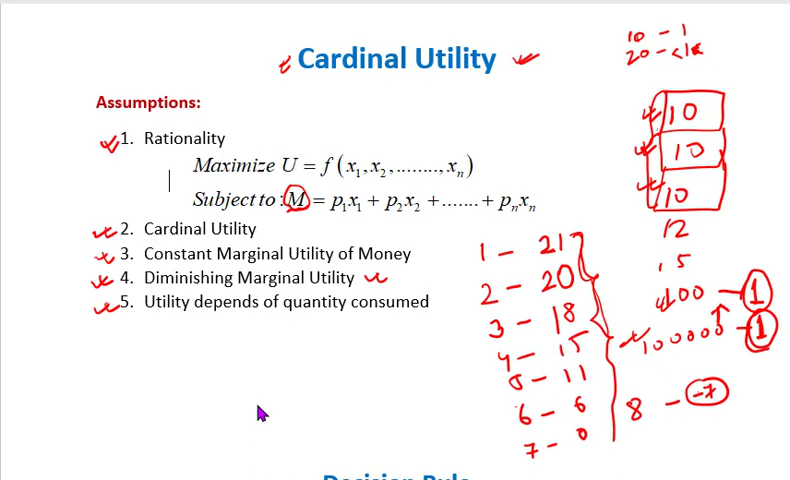 Cardinal Utility
Assumptions:
1. Rationality
Maximize U = f(x₁, x₂, ........, xₙ)
Subject to : M = p₁x₁ + p₂x₂ + ....... + pₙxₙ
2. Cardinal Utility
3. Constant Marginal Utility of Money
4. Diminishing Marginal Utility
5. Utility depends of quantity consumed
10 - 1
20 -
10
10
10
12
1 - 21
2 - 20
3 - 18
4 - 15
5 - 11
6 - 6
7 - 0
8 - -7
100 - 1
100000 - 1
Decision Rule